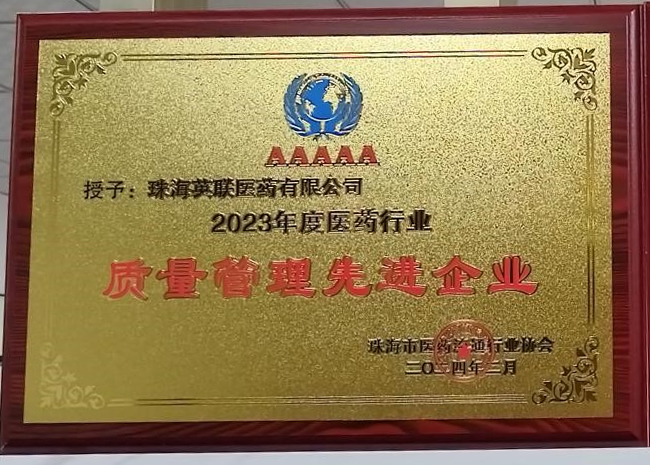 AAAAA
授予：珠海英联医药有限公司
2023年度医药行业
质量管理先进企业
珠海市医药流通行业协会
二〇二四年三月